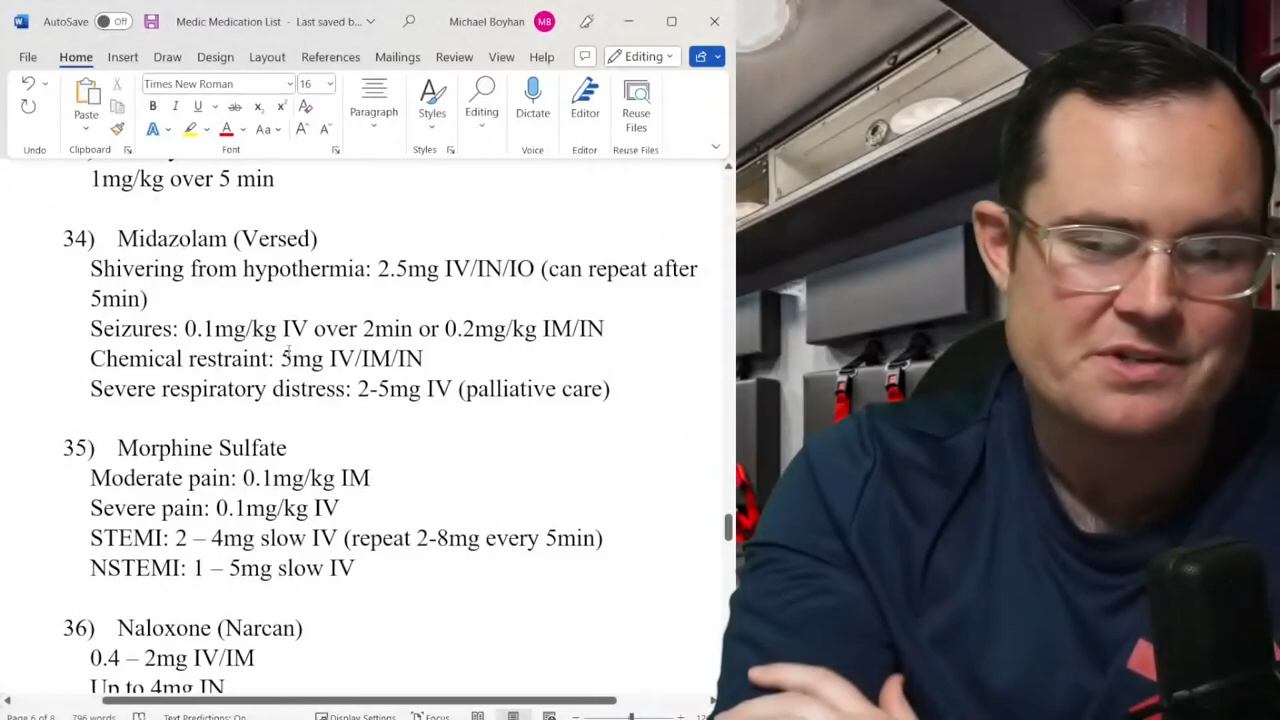 AutoSave Off Medic Medication List - Last saved b... Michael Boyhan MB
File Home Insert Draw Design Layout References Mailings Review View Help Editing
Times New Roman 16
Paste Paragraph Styles Editing Dictate Editor Reuse Files
Undo Clipboard Font Styles Voice Editor Reuse Files
1mg/kg over 5 min
34) Midazolam (Versed)
Shivering from hypothermia: 2.5mg IV/IN/IO (can repeat after
5min)
Seizures: 0.1mg/kg IV over 2min or 0.2mg/kg IM/IN
Chemical restraint: 5mg IV/IM/IN
Severe respiratory distress: 2-5mg IV (palliative care)
35) Morphine Sulfate
Moderate pain: 0.1mg/kg IM
Severe pain: 0.1mg/kg IV
STEMI: 2 – 4mg slow IV (repeat 2-8mg every 5min)
NSTEMI: 1 – 5mg slow IV
36) Naloxone (Narcan)
0.4 – 2mg IV/IM
Up to 4mg IN
Page 6 of 8 796 words Text Predictions: On Display Settings Focus